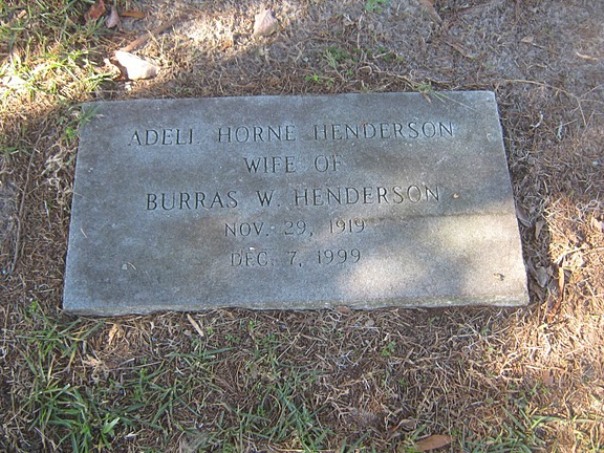 ADELL HORNE HENDERSON
WIFE OF
BURRAS W. HENDERSON
NOV. 29, 1919
DEC. 7, 1999